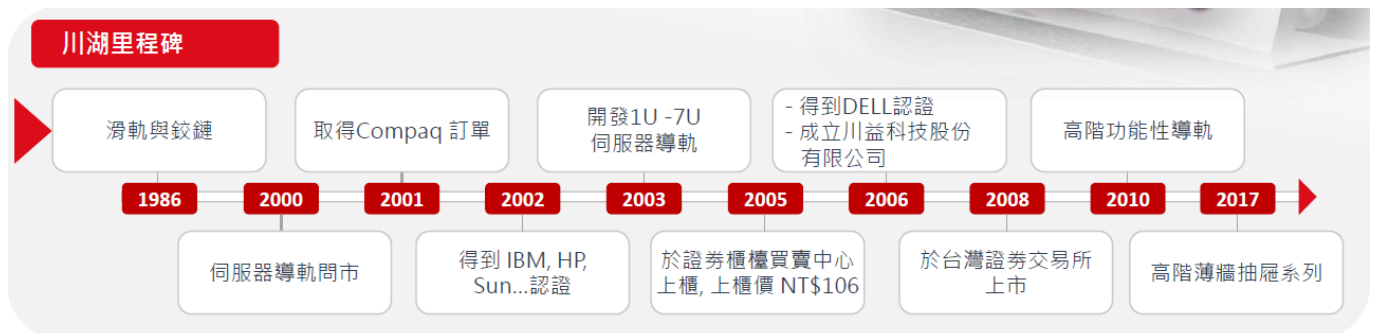 川湖里程碑
滑軌與鉸鏈
取得Compaq 訂單
開發1U -7U
伺服器導軌
- 得到DELL認證
- 成立川益科技股份
有限公司
高階功能性導軌
1986
2000
2001
2002
2003
2005
2006
2008
2010
2017
伺服器導軌問市
得到 IBM, HP,
Sun...認證
於證券櫃檯買賣中心
上櫃, 上櫃價 NT$106
於台灣證券交易所
上市
高階薄牆抽屜系列